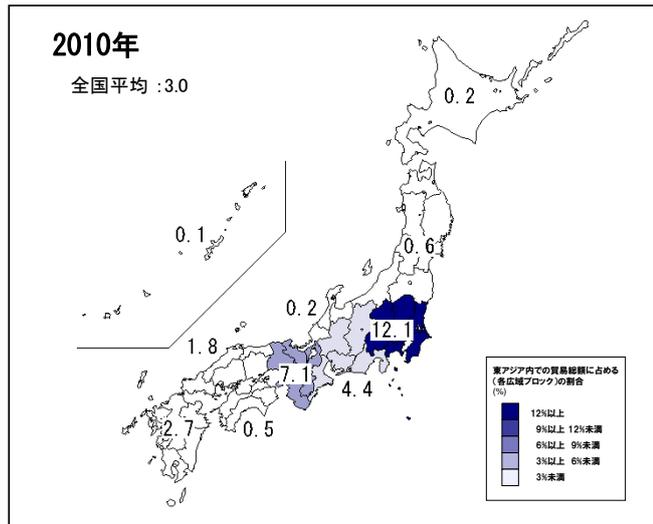 2010年
全国平均 :3.0
0.2
0.1
0.6
0.2
12.1
1.8
7.1
4.4
2.7
0.5
東アジア内での貿易総額に占める
(各広域ブロック)の割合
(%)
12%以上
9%以上 12%未満
6%以上 9%未満
3%以上 6%未満
3%未満